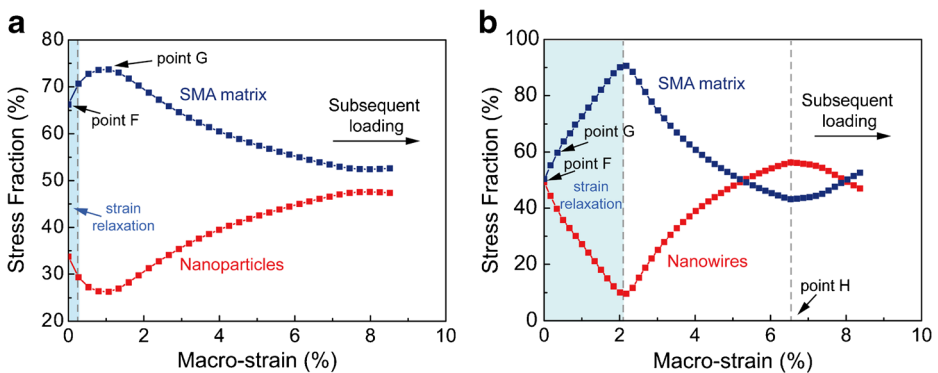 a
80
70
60
50
40
30
20
0
2
4
6
8
10
Stress Fraction (%)
Macro-strain (%)
point G
SMA matrix
point F
Subsequent
loading
strain
relaxation
Nanoparticles
b
100
80
60
40
20
0
0
2
4
6
8
10
Stress Fraction (%)
Macro-strain (%)
SMA matrix
Subsequent
loading
point G
point F
strain
relaxation
Nanowires
point H